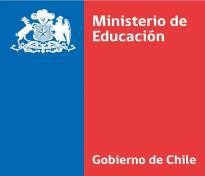 Ministerio de
Educación
Gobierno de Chile